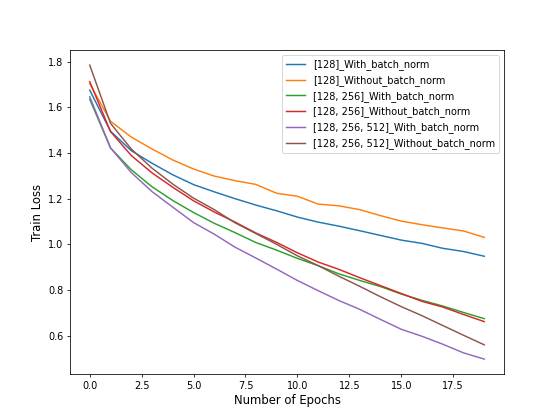 [128]_With_batch_norm
[128]_Without_batch_norm
[128, 256]_With_batch_norm
[128, 256]_Without_batch_norm
[128, 256, 512]_With_batch_norm
[128, 256, 512]_Without_batch_norm
1.8
1.6
1.4
1.2
1.0
0.8
0.6
Train Loss
0.0 2.5 5.0 7.5 10.0 12.5 15.0 17.5
Number of Epochs